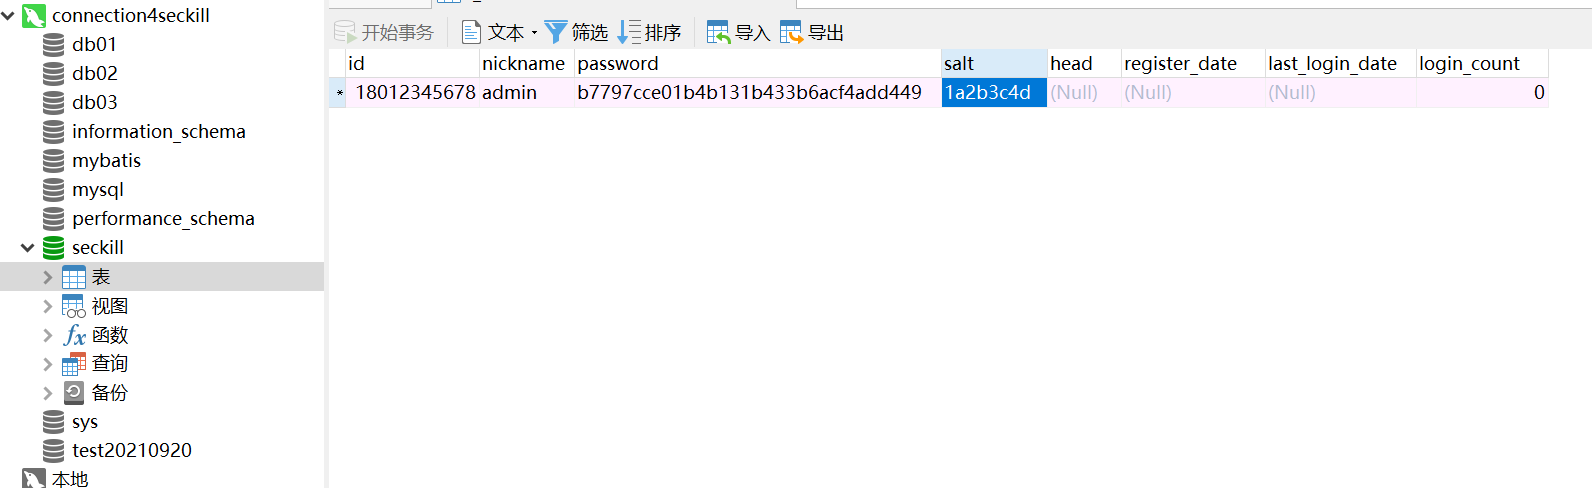 connection4seckill
db01
db02
db03
information_schema
mybatis
mysql
performance_schema
seckill
表
视图
函数
查询
备份
sys
test20210920
本地
开始事务 文本 筛选 排序 导入 导出
id nickname password salt head register_date last_login_date login_count
* 18012345678 admin b7797cce01b4b131b433b6acf4add449 1a2b3c4d (Null) (Null) (Null) 0